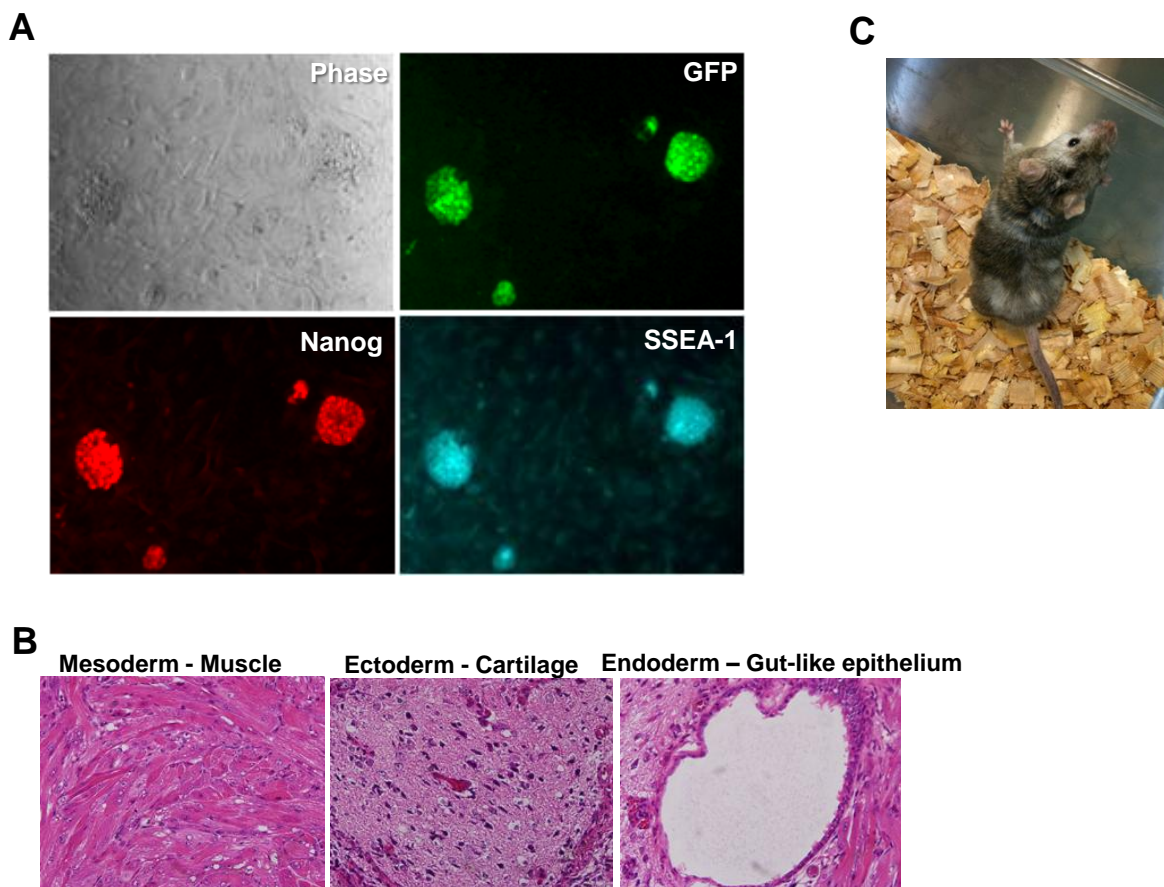 A
Phase
GFP
Nanog
SSEA-1
C
B
Mesoderm - Muscle
Ectoderm - Cartilage
Endoderm – Gut-like epithelium